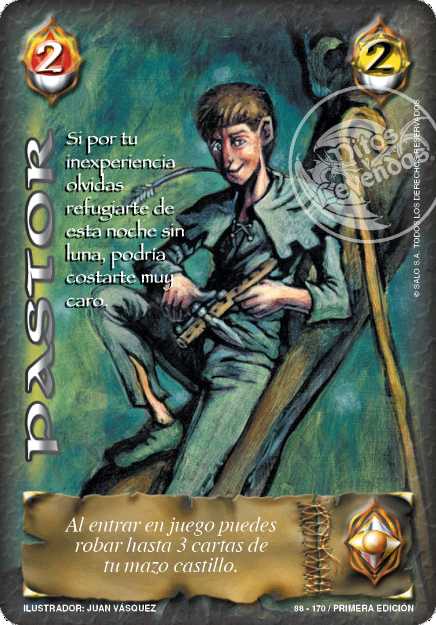 2
2
PASTOR
Si por tu
inexperiencia
olvidas
refugiarte de
esta noche sin
luna, podría
costarte muy
caro.
Mitos
y Leyendas
© SALO S.A. TODOS LOS DERECHOS RESERVADOS
Al entrar en juego puedes
robar hasta 3 cartas de
tu mazo castillo.
ILUSTRADOR: JUAN VÁSQUEZ
88 - 170 / PRIMERA EDICIÓN